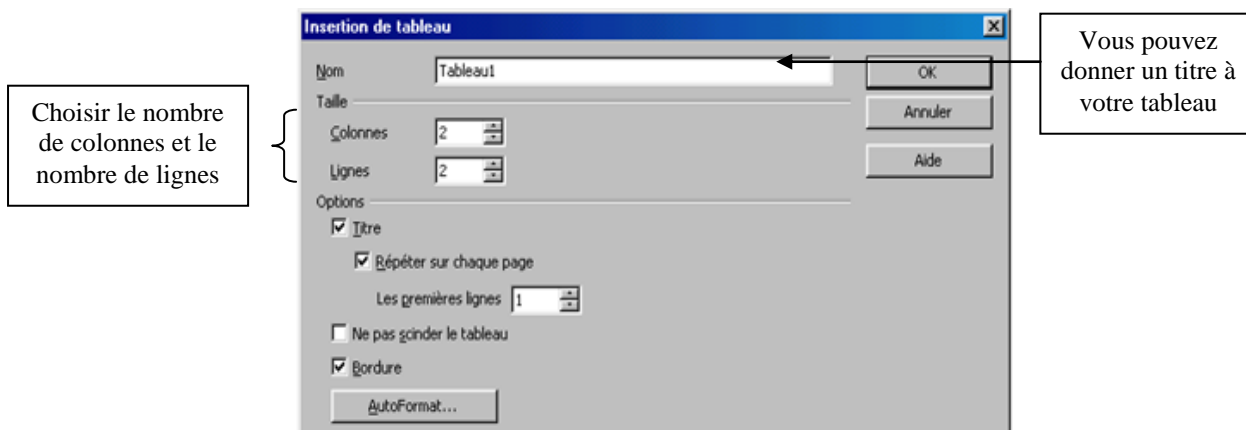 Insertion de tableau
Nom
Tableau1
OK
Vous pouvez
donner un titre à
votre tableau
Choisir le nombre
de colonnes et le
nombre de lignes
Taille
Colonnes
2
Annuler
Lignes
2
Aide
Options
Titre
Répéter sur chaque page
Les premières lignes
1
Ne pas scinder le tableau
Bordure
AutoFormat...